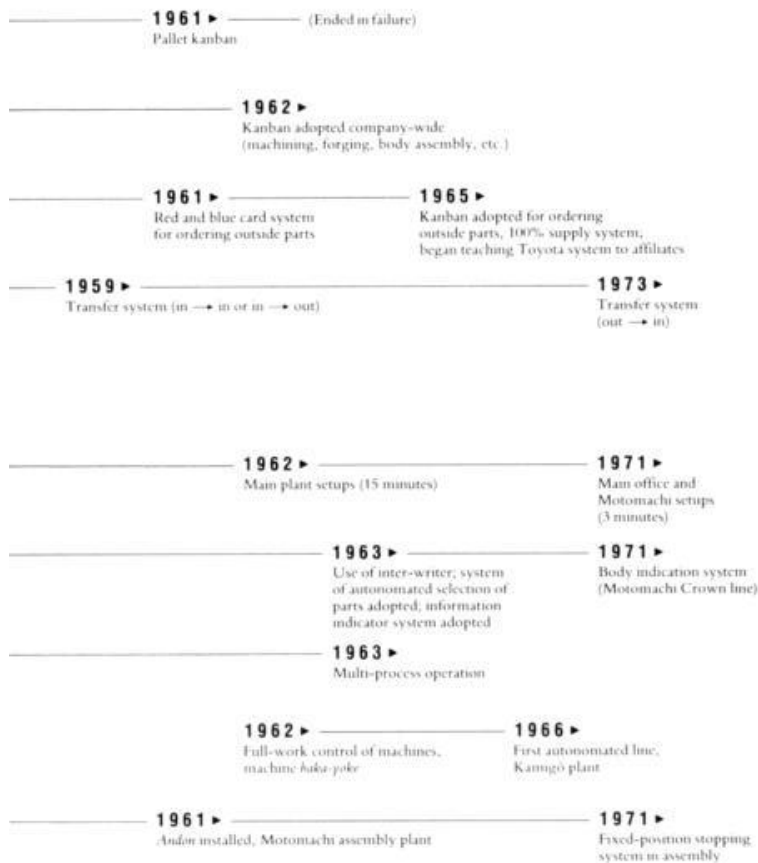 1961 ► (Ended in failure)
Pallet kanban
1962 ►
Kanban adopted company-wide
(machining, forging, body assembly, etc.)
1961 ► 1965 ►
Red and blue card system Kanban adopted for ordering
for ordering outside parts outside parts, 100% supply system,
began teaching Toyota system to affiliates
1959 ► 1973 ►
Transfer system (in → in or in → out) Transfer system
(out → in)
1962 ► 1971 ►
Main plant setups (15 minutes) Main office and
Motomachi setups
(3 minutes)
1963 ► 1971 ►
Use of inter-writer; system Body indication system
of autonomated selection of (Motomachi Crown line)
parts adopted; information
indicator system adopted
1963 ►
Multi-process operation
1962 ► 1966 ►
Full-work control of machines, First autonomated line,
machine baka-yoke Kamigō plant
1961 ► 1971 ►
Andon installed, Motomachi assembly plant Fixed-position stopping
system in assembly